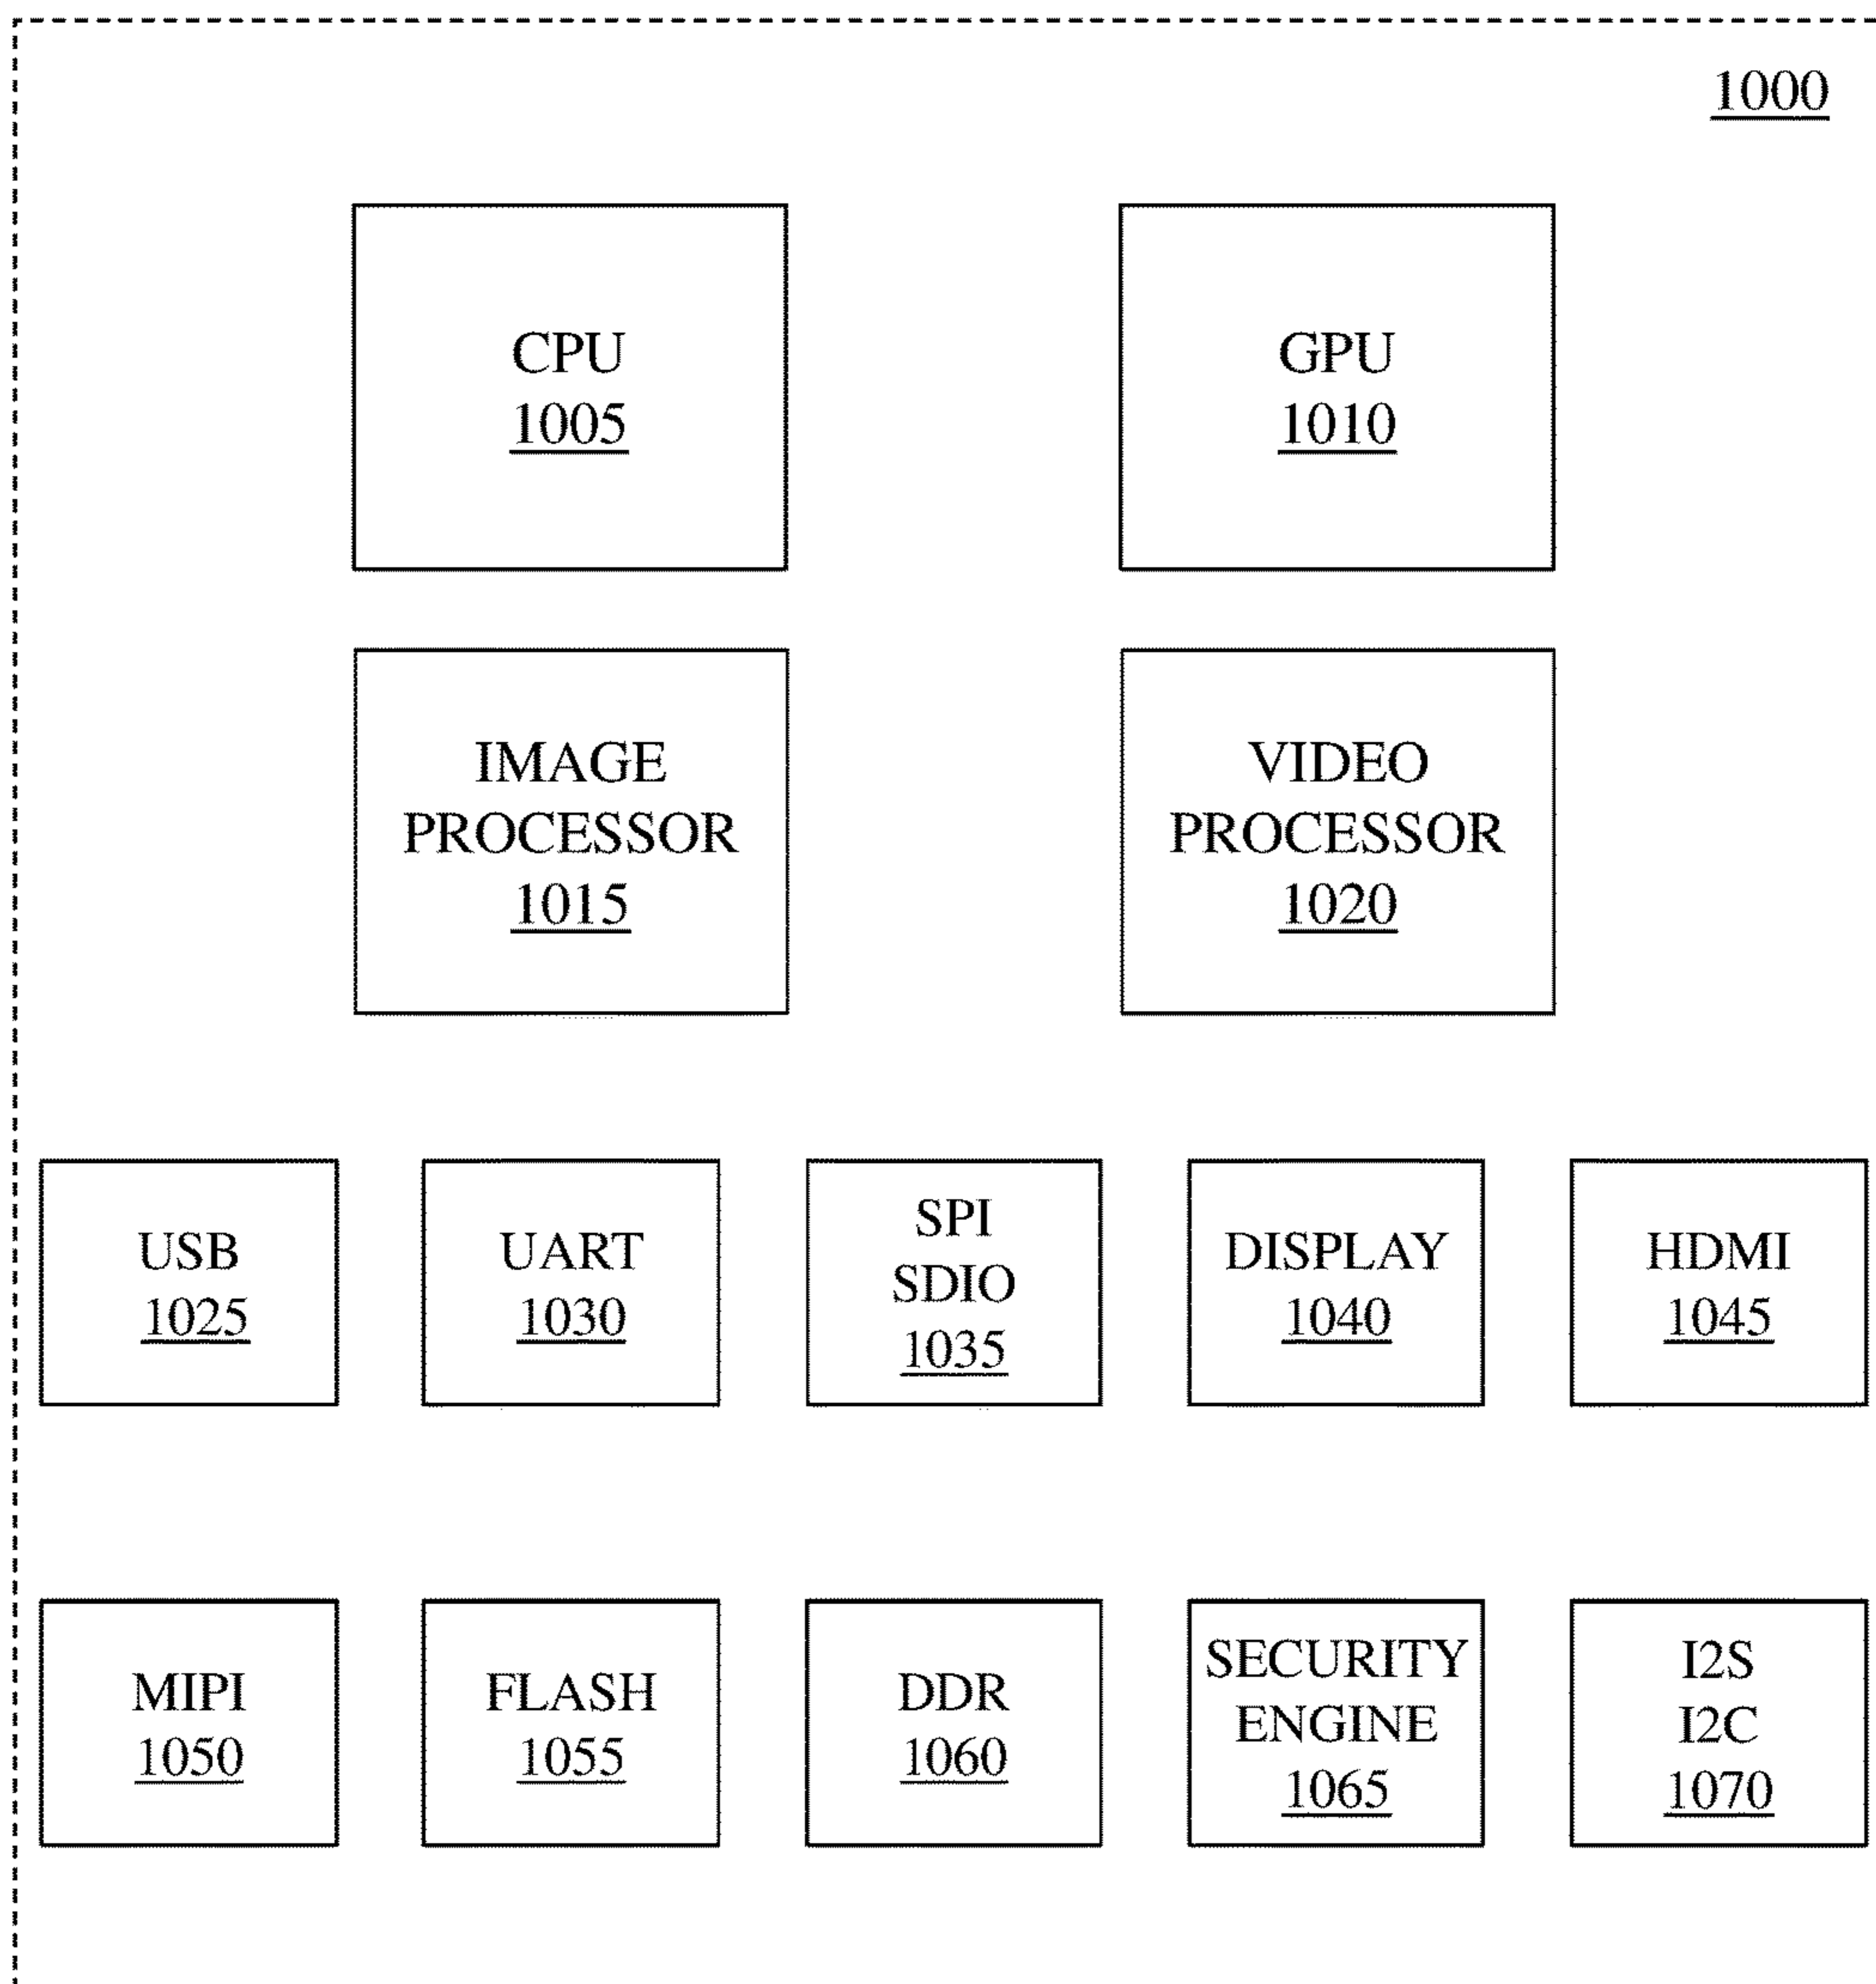 1000
CPU
1005
GPU
1010
IMAGE
PROCESSOR
1015
VIDEO
PROCESSOR
1020
USB
1025
UART
1030
SPI
SDIO
1035
DISPLAY
1040
HDMI
1045
MIPI
1050
FLASH
1055
DDR
1060
SECURITY
ENGINE
1065
I2S
I2C
1070